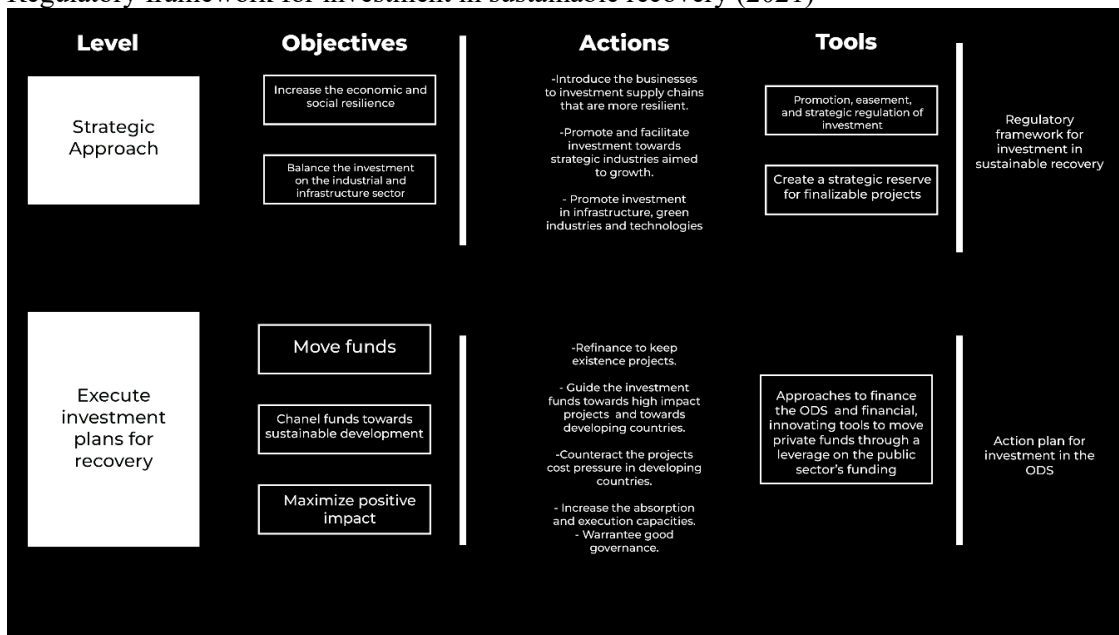 Regulatory framework for investment in sustainable recovery (2021)
Level
Objectives
Actions
Tools
Strategic
Approach
Increase the economic and
social resilience
Balance the investment
on the industrial and
infrastructure sector
-Introduce the businesses
to investment supply chains
that are more resilient.
-Promote and facilitate
investment towards
strategic industries aimed
to growth.
- Promote investment
in infrastructure, green
industries and technologies
Promotion, easement,
and strategic regulation of
investment
Create a strategic reserve
for finalizable projects
Regulatory
framework for
investment in
sustainable recovery
Execute
investment
plans for
recovery
Move funds
Chanel funds towards
sustainable development
Maximize positive
impact
-Refinance to keep
existence projects.
- Guide the investment
funds towards high impact
projects and towards
developing countries.
-Counteract the projects
cost pressure in developing
countries.
- Increase the absorption
and execution capacities.
- Warrantee good
governance.
Approaches to finance
the ODS and financial,
innovating tools to move
private funds through a
leverage on the public
sector's funding
Action plan for
investment in the
ODS